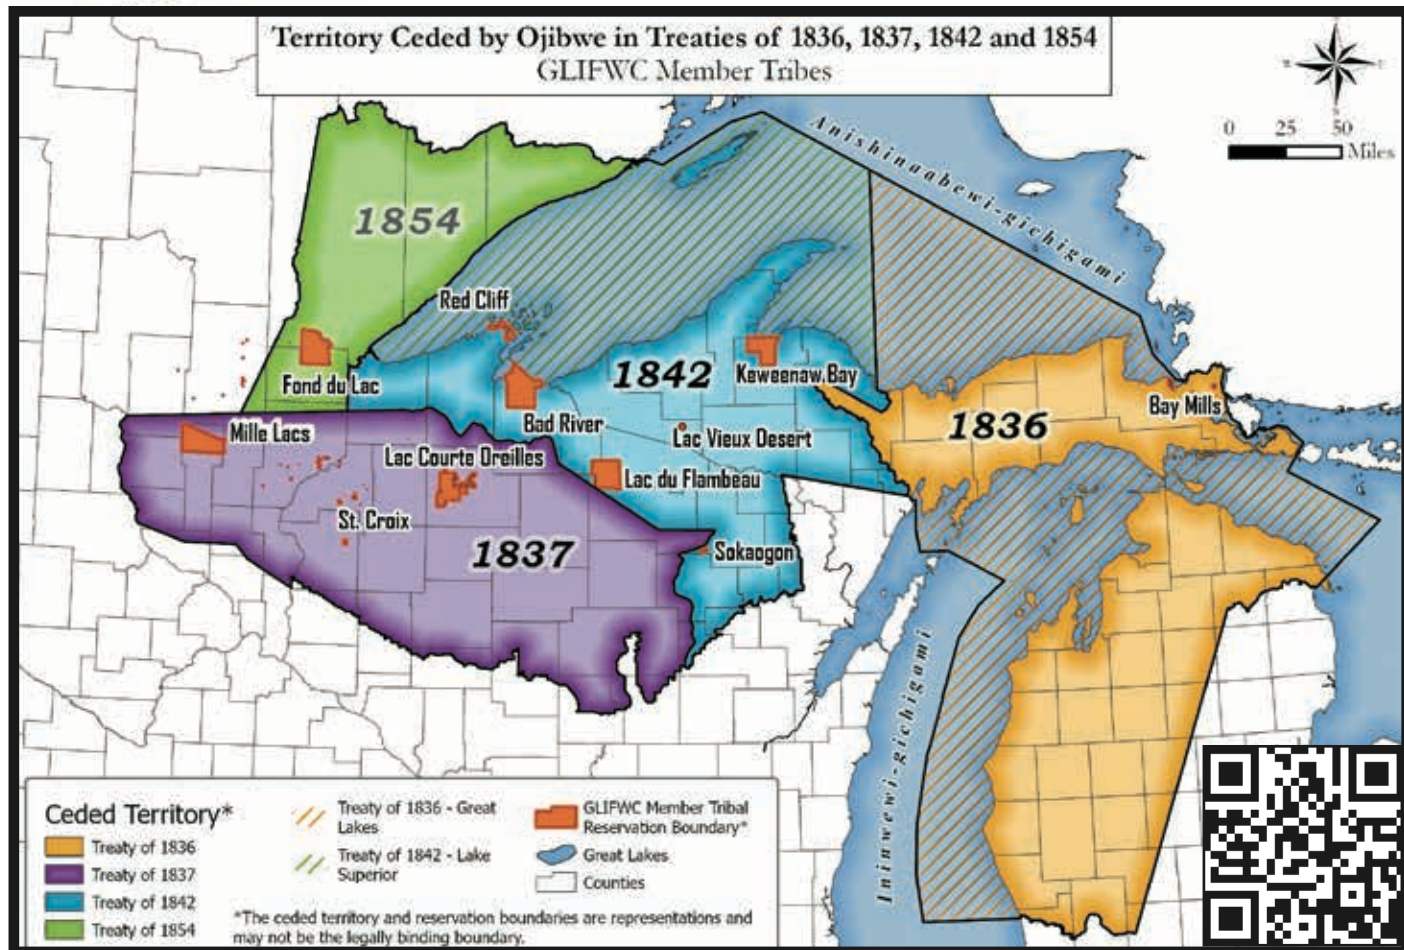 Territory Ceded by Ojibwe in Treaties of 1836, 1837, 1842 and 1854
GLIFWC Member Tribes
0 25 50
Miles
Anishinaabewi-gichigami
1854
Red Cliff
1842
Fond du Lac
Keweenaw Bay
Bay Mills
1836
Bad River
Mille Lacs
Lac Vieux Desert
Lac Courte Oreilles
Lac du Flambeau
St. Croix
1837
Sokaogon
Ininwewi-gichigami
Ceded Territory*
Treaty of 1836
Treaty of 1837
Treaty of 1842
Treaty of 1854
Treaty of 1836 - Great
Lakes
Treaty of 1842 - Lake
Superior
GLIFWC Member Tribal
Reservation Boundary*
Great Lakes
Counties
*The ceded territory and reservation boundaries are representations and
may not be the legally binding boundary.